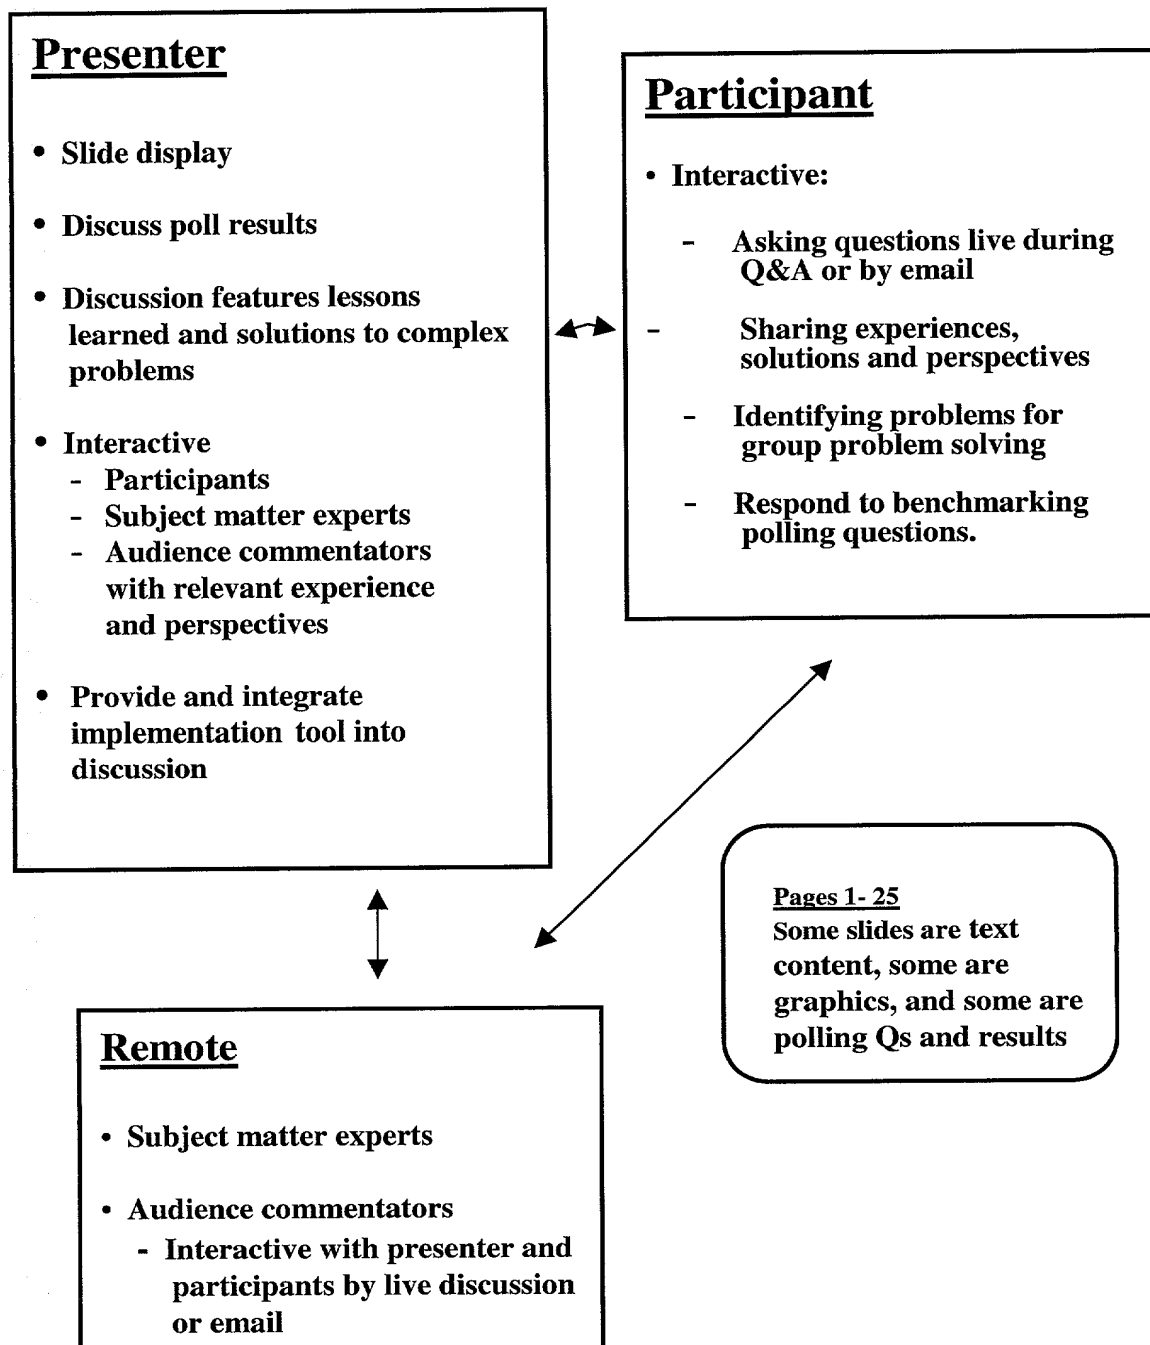 Presenter
• Slide display
• Discuss poll results
• Discussion features lessons
learned and solutions to complex
problems
• Interactive
- Participants
- Subject matter experts
- Audience commentators
with relevant experience
and perspectives
• Provide and integrate
implementation tool into
discussion
Participant
• Interactive:
- Asking questions live during
Q&A or by email
- Sharing experiences,
solutions and perspectives
- Identifying problems for
group problem solving
- Respond to benchmarking
polling questions.
Pages 1- 25
Some slides are text
content, some are
graphics, and some are
polling Qs and results
Remote
• Subject matter experts
• Audience commentators
- Interactive with presenter and
participants by live discussion
or email